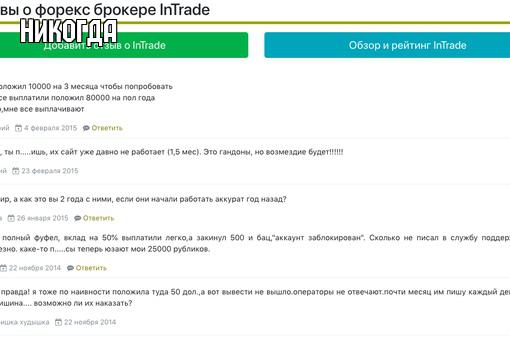 вы о форекс брокере InTrade
НИКОГДА
Добавить отзыв о InTrade
Обзор и рейтинг InTrade
оложил 10000 на 3 месяца чтобы попробовать
се выплатили положил 80000 на пол года
о,мне все выплачивают
рий 4 февраля 2015 Ответить
, ты п.....ишь, их сайт уже давно не работает (1,5 мес). Это гандоны, но возмездие будет!!!!!!
ий 23 февраля 2015
ир, а как это вы 2 года с ними, если они начали работать аккурат год назад?
а 26 января 2015 Ответить
полный фуфел, вклад на 50% выплатили легко,а закинул 500 и бац,"аккаунт заблокирован". Сколько не писал в службу поддер
езно. каке-то п.....сы теперь юзают мои 25000 рубликов.
22 ноября 2014 Ответить
правда! я тоже по наивности положила туда 50 дол.,а вот вывести не вышло.операторы не отвечают.почти месяц им пишу каждый де
ишина.... возможно ли их наказать?
ишка худышка 22 ноября 2014